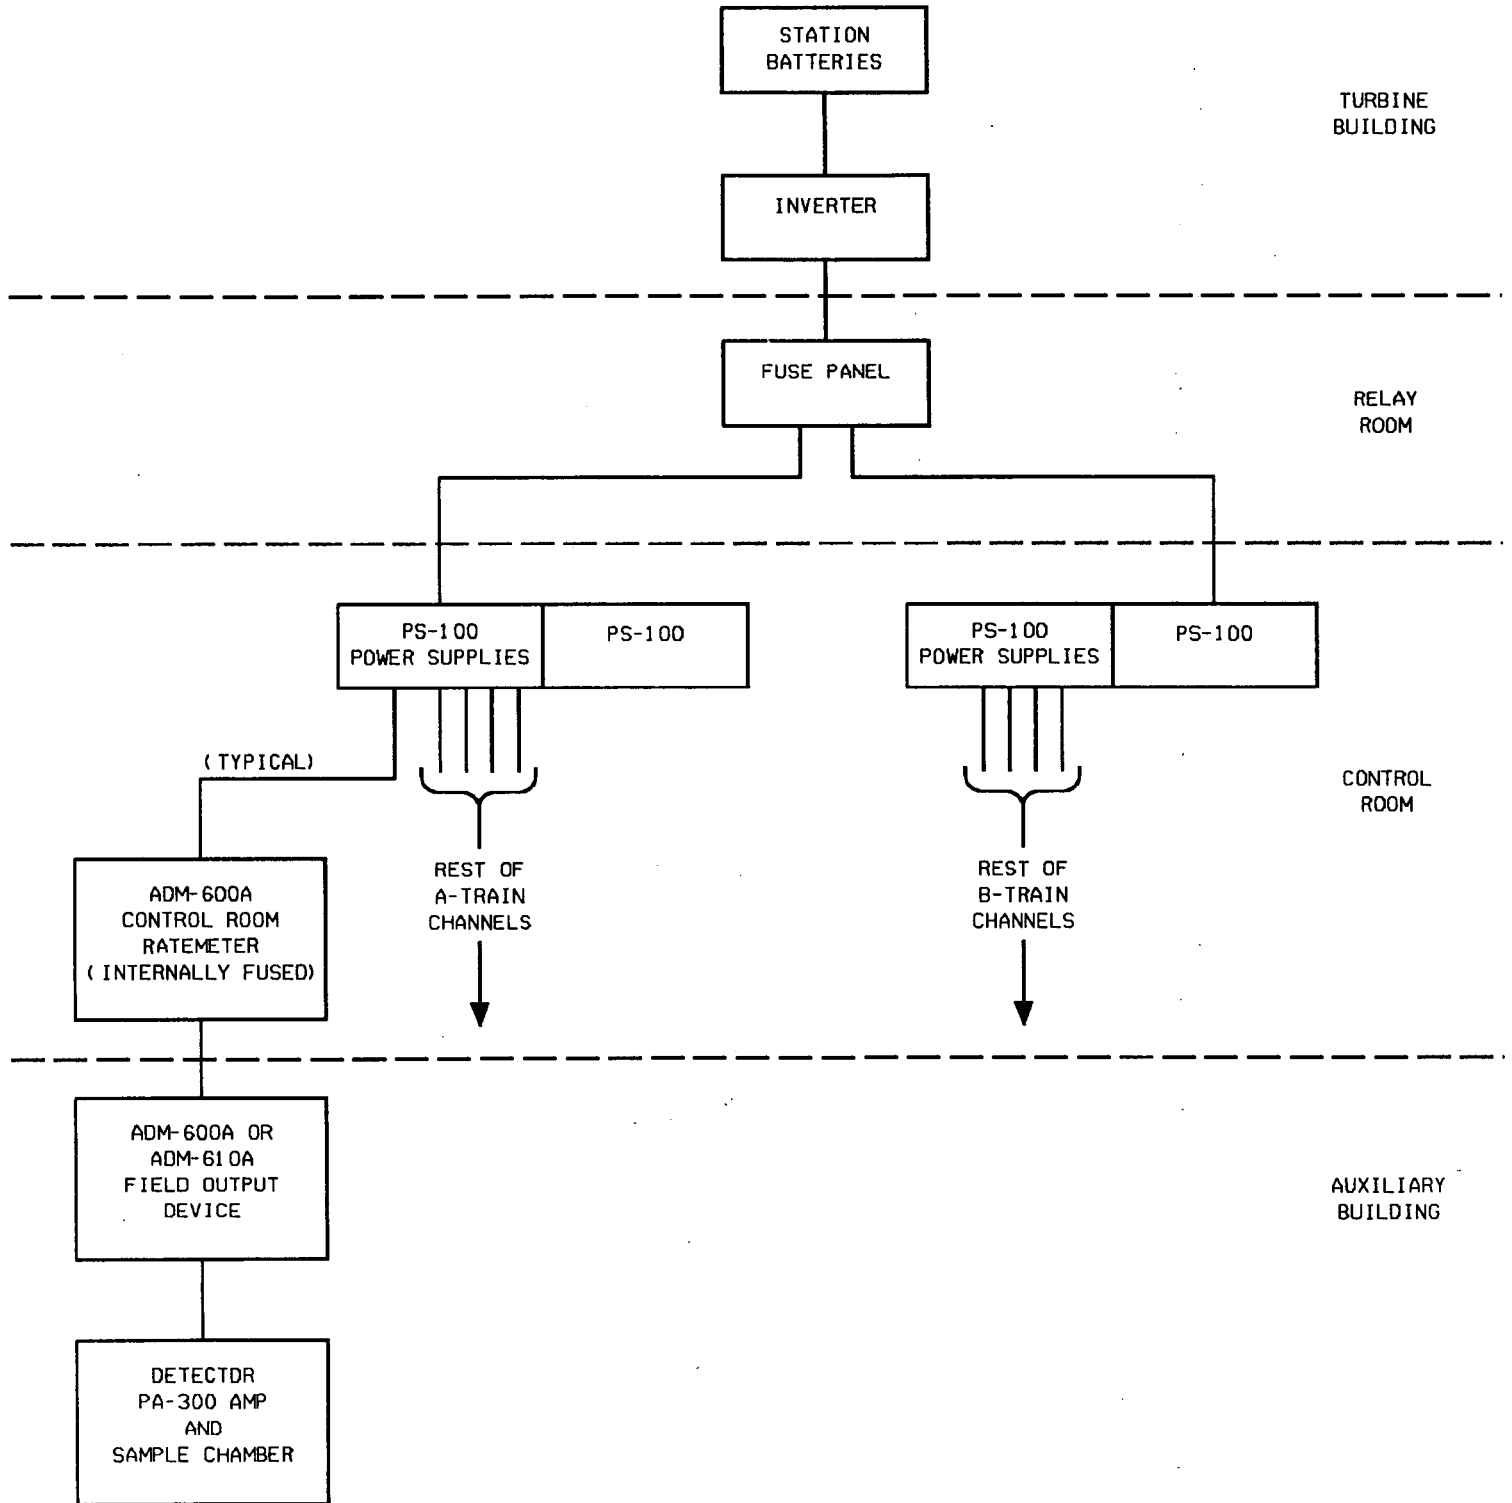 STATION
BATTERIES
TURBINE
BUILDING
INVERTER
FUSE PANEL
RELAY
ROOM
PS-100
POWER SUPPLIES
PS-100
PS-100
POWER SUPPLIES
PS-100
(TYPICAL)
CONTROL
ROOM
REST OF
A-TRAIN
CHANNELS
REST OF
B-TRAIN
CHANNELS
ADM-600A
CONTROL ROOM
RATEMETER
(INTERNALLY FUSED)
ADM-600A OR
ADM-610A
FIELD OUTPUT
DEVICE
AUXILIARY
BUILDING
DETECTOR
PA-300 AMP
AND
SAMPLE CHAMBER